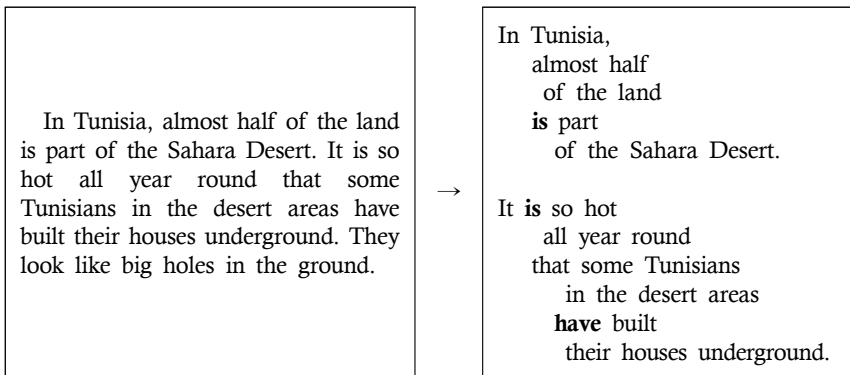 In Tunisia, almost half of the land
is part of the Sahara Desert. It is so
hot all year round that some
Tunisians in the desert areas have
built their houses underground. They
look like big holes in the ground.
→
In Tunisia,
almost half
of the land
is part
of the Sahara Desert.
It is so hot
all year round
that some Tunisians
in the desert areas
have built
their houses underground.